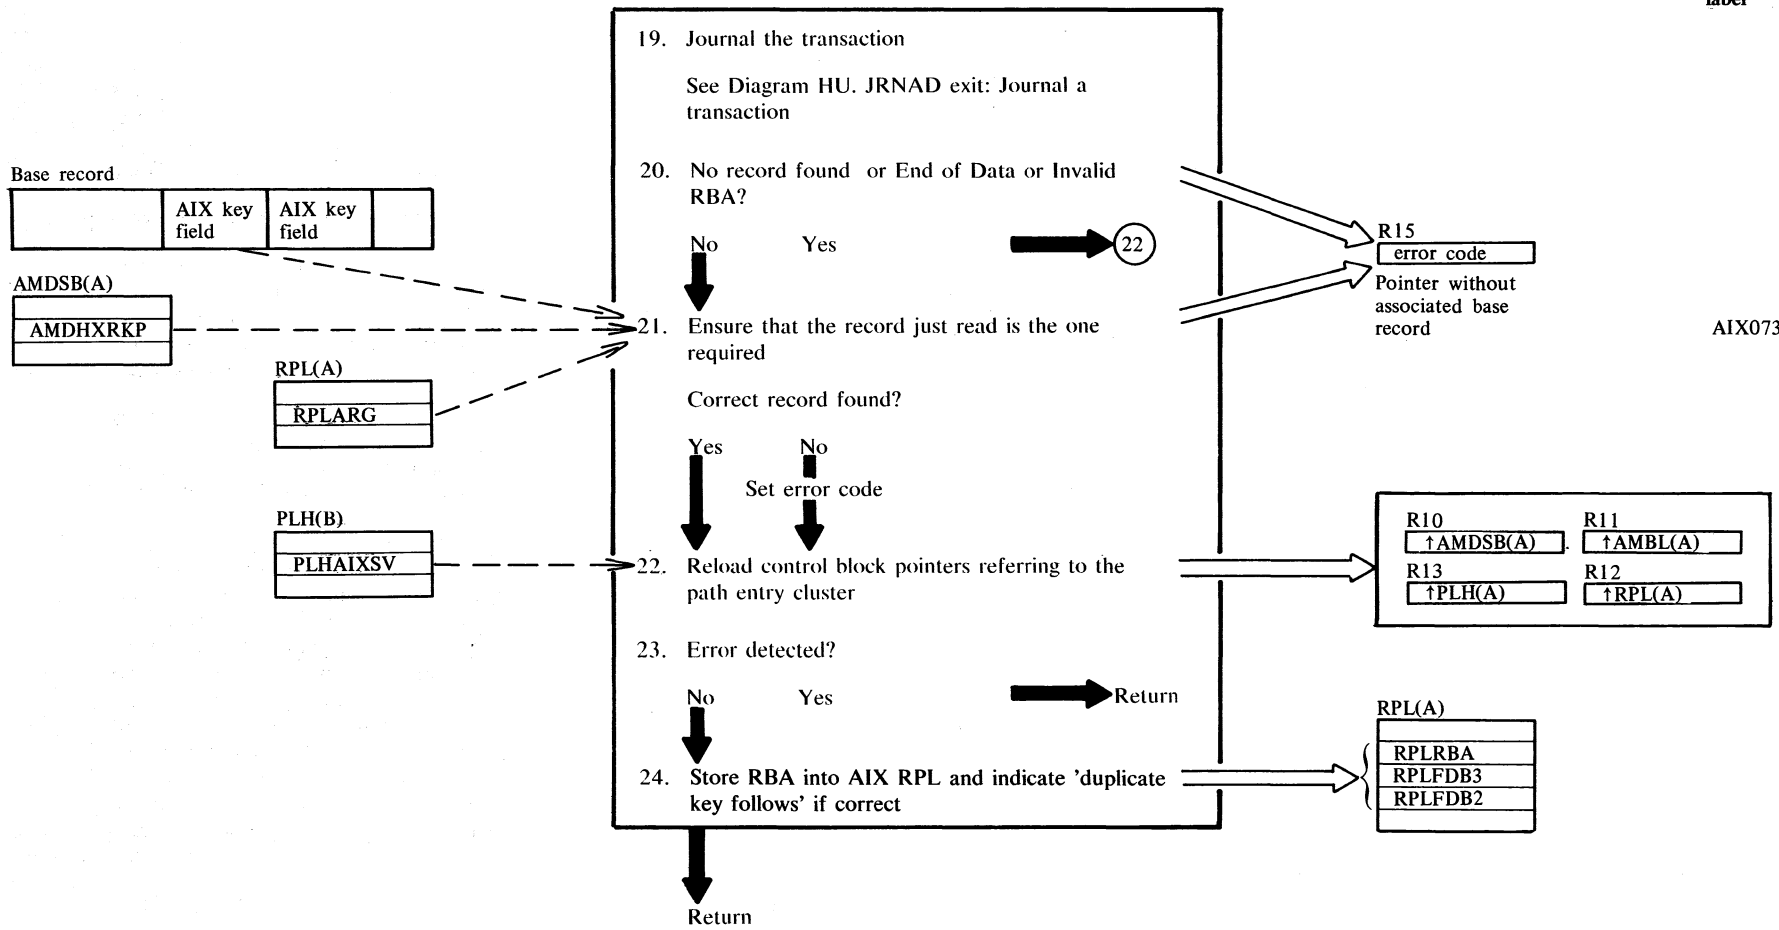 label
19. Journal the transaction
See Diagram HU. JRNAD exit: Journal a
transaction
Base record
AIX key
field
AIX key
field
20. No record found or End of Data or Invalid
RBA?
No
Yes
22
R15
error code
Pointer without
associated base
record
AIX073
AMDSB(A)
AMDHXRKP
21. Ensure that the record just read is the one
required
RPL(A)
RPLARG
Correct record found?
Yes
No
Set error code
PLH(B)
PLHAIXSV
22. Reload control block pointers referring to the
path entry cluster
R10
↑AMDSB(A)
R11
↑AMBL(A)
R13
↑PLH(A)
R12
↑RPL(A)
23. Error detected?
No
Yes
Return
24. Store RBA into AIX RPL and indicate 'duplicate
key follows' if correct
RPL(A)
RPLRBA
RPLFDB3
RPLFDB2
Return